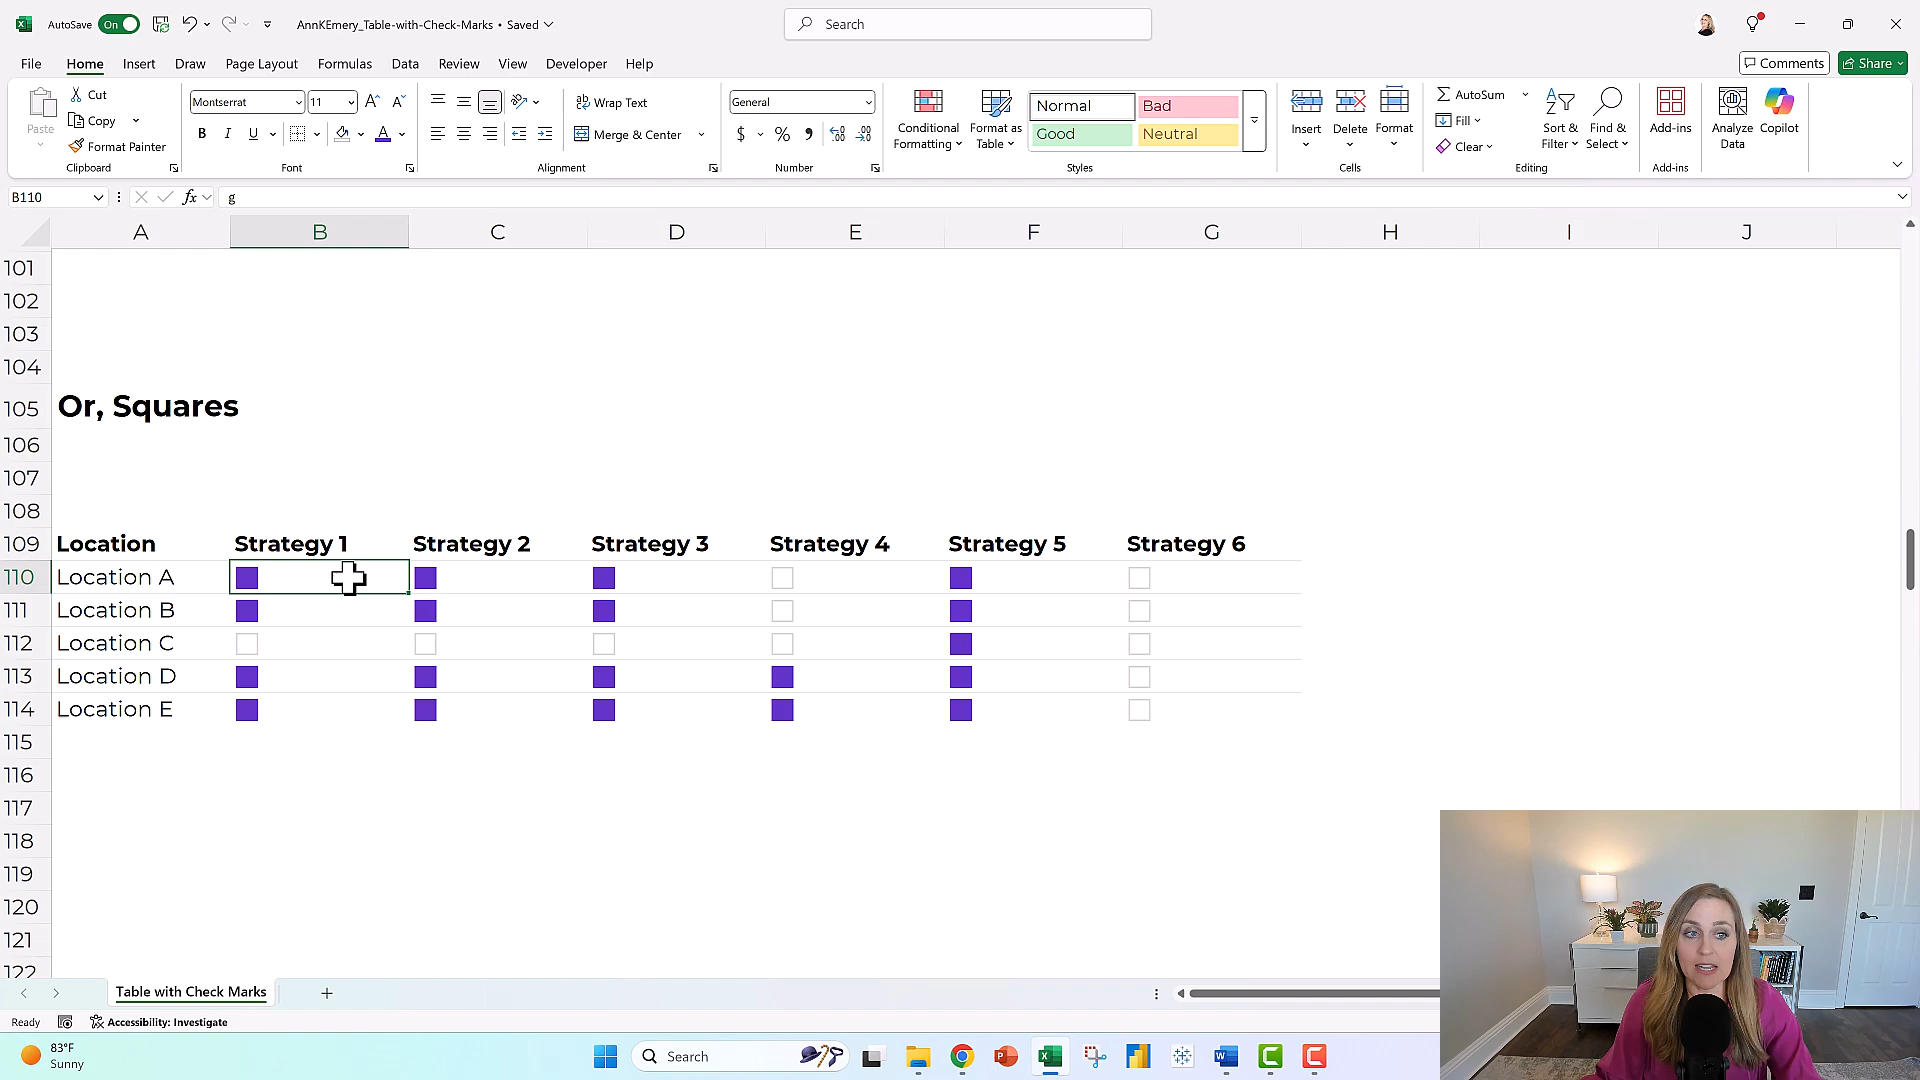 AutoSave On AnnKEmery_Table-with-Check-Marks • Saved Search
File Home Insert Draw Page Layout Formulas Data Review View Developer Help Comments Share
Paste Cut Copy Format Painter Clipboard
Montserrat 11 B I U A Font
ab Wrap Text Merge & Center Alignment
General $ % , Number
Conditional Formatting Format as Table Normal Bad Good Neutral Styles
Insert Delete Format Cells
AutoSum Fill Clear Sort & Filter Find & Select Editing
Add-ins Add-ins
Analyze Data Copilot
B110 fx g
A B C D E F G H I J
101
102
103
104
105 Or, Squares
106
107
108
109 Location Strategy 1 Strategy 2 Strategy 3 Strategy 4 Strategy 5 Strategy 6
110 Location A
111 Location B
112 Location C
113 Location D
114 Location E
115
116
117
118
119
120
121
122
Table with Check Marks
Ready Accessibility: Investigate
83°F
Sunny
Search